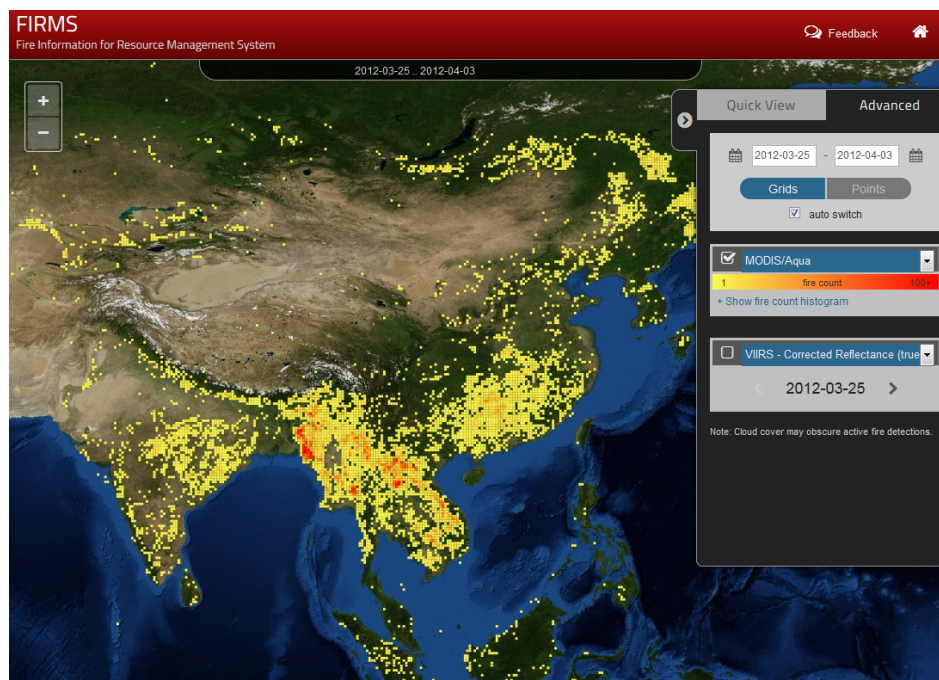 FIRMS
Fire Information for Resource Management System
Feedback
2012-03-25 .. 2012-04-03
+
−
Quick View
Advanced
2012-03-25 - 2012-04-03
Grids
Points
auto switch
MODIS/Aqua
1 fire count 100+
+ Show fire count histogram
VIIRS - Corrected Reflectance (true
2012-03-25
Note: Cloud cover may obscure active fire detections.